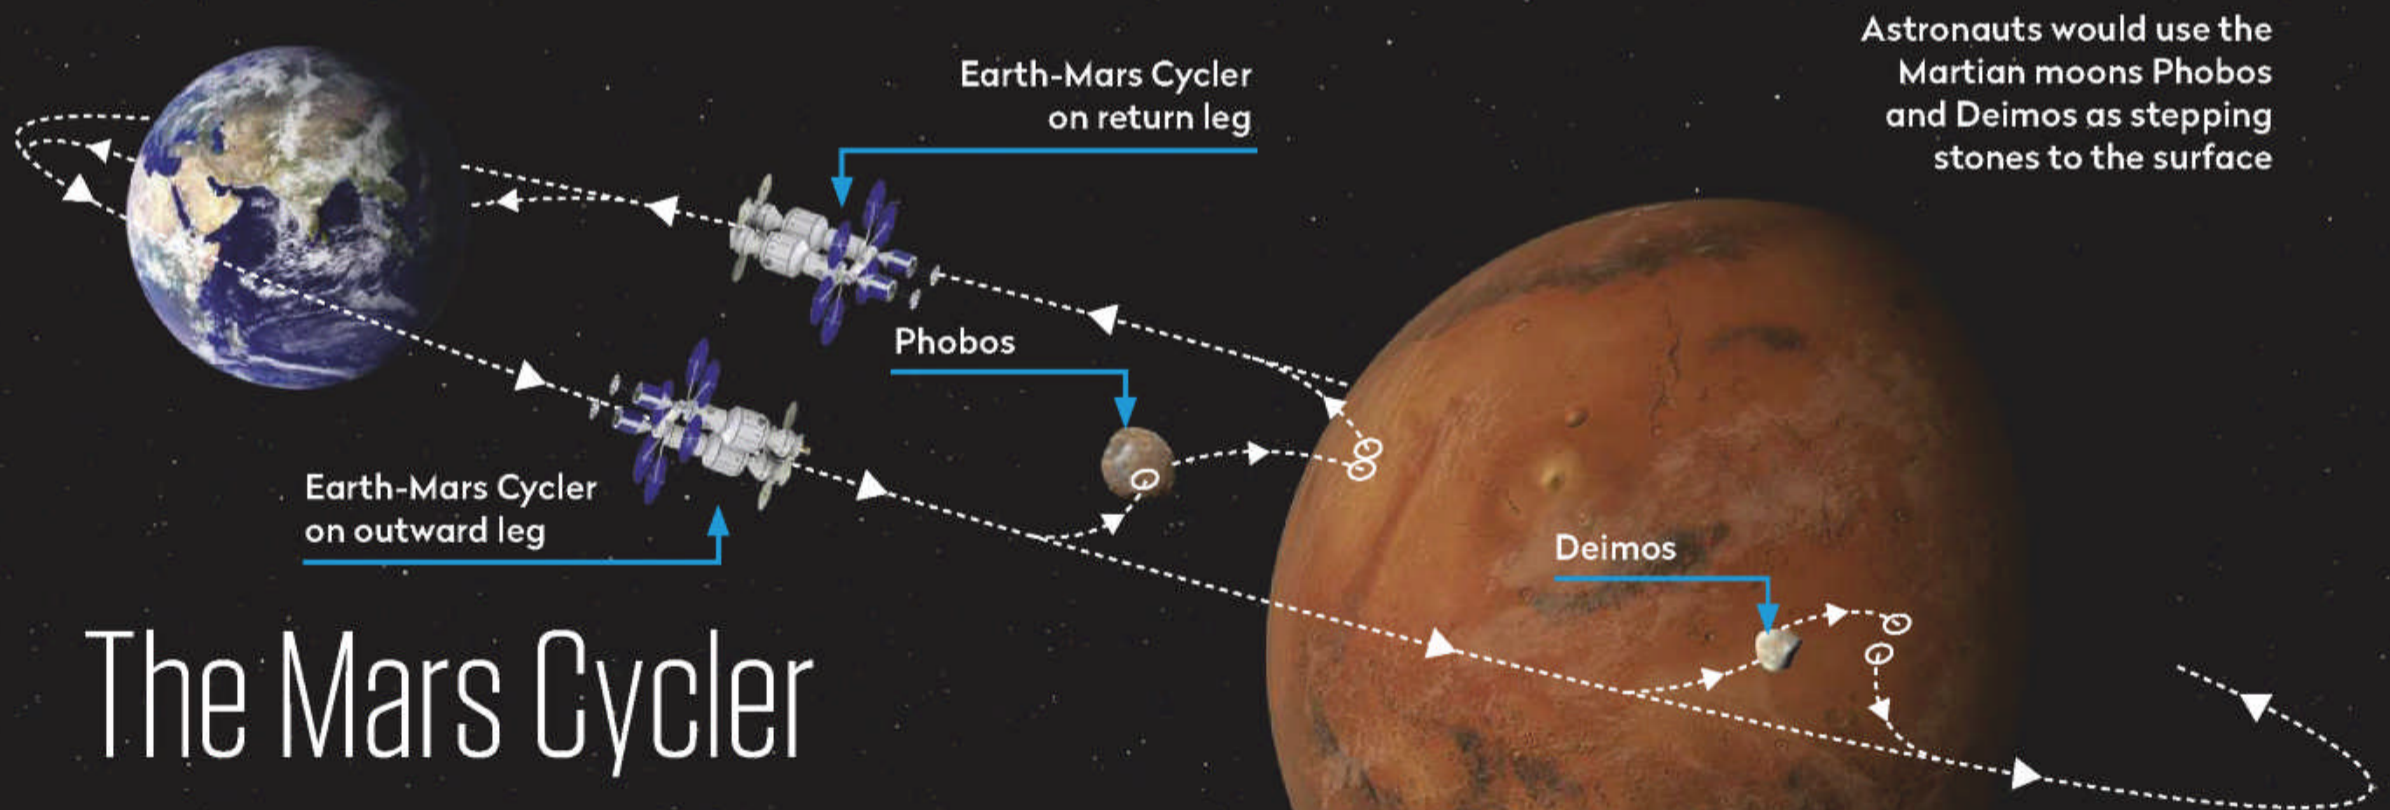 Astronauts would use the
Martian moons Phobos
and Deimos as stepping
stones to the surface
Earth-Mars Cycler
on return leg
Phobos
Earth-Mars Cycler
on outward leg
Deimos
The Mars Cycler